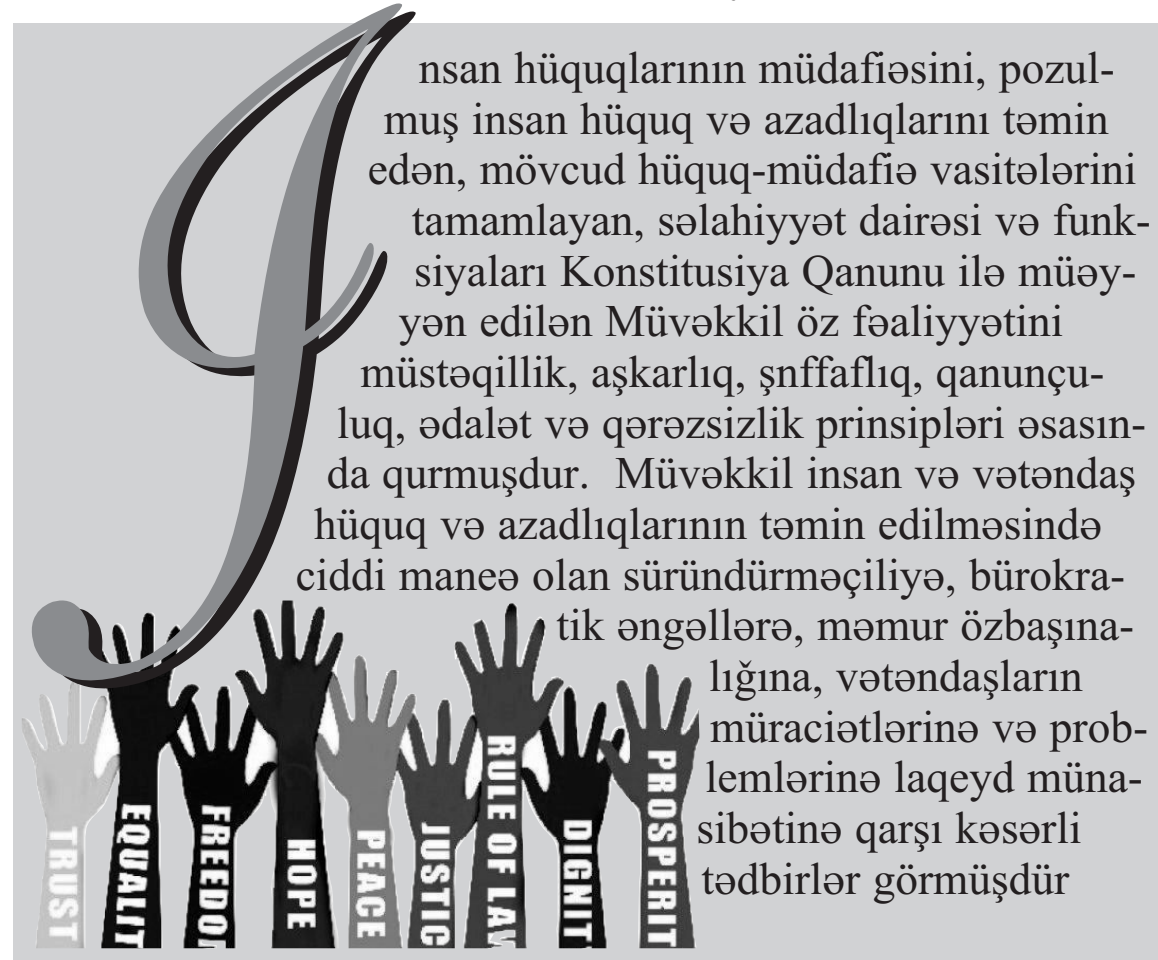 İnsan hüquqlarının müdafiəsini, pozul-
muş insan hüquq və azadlıqlarını təmin
edən, mövcud hüquq-müdafiə vasitələrini
tamamlayan, səlahiyyət dairəsi və funk-
siyaları Konstitusiya Qanunu ilə müəy-
yən edilən Müvəkkil öz fəaliyyətini
müstəqillik, aşkarlıq, şnffaflıq, qanunçu-
luq, ədalət və qərəzsizlik prinsipləri əsasın-
da qurmuşdur. Müvəkkil insan və vətəndaş
hüquq və azadlıqlarının təmin edilməsində
ciddi maneə olan süründürməçiliyə, bürokra-
tik əngəllərə, məmur özbaşına-
lığına, vətəndaşların
müraciətlərinə və prob-
lemlərinə laqeyd müna-
sibətinə qarşı kəsərli
tədbirlər görmüşdür
TRUST
EQUALIT
FREEDOM
HOPE
PEACE
JUSTIC
RULE OF LAW
DIGNIT
PROSPERIT